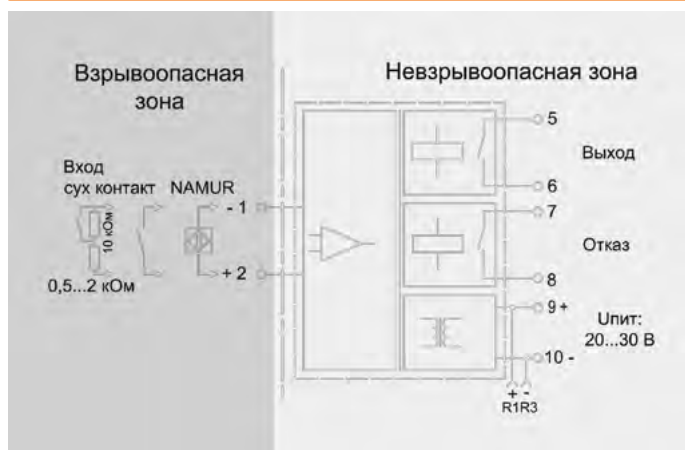 Взрывоопасная
зона
Невзрывоопасная зона
Вход
сух контакт
NAMUR
10 кОм
0,5...2 кОм
- 1
+ 2
5
6
Выход
7
8
Отказ
9 +
10 -
Uпит:
20...30 В
+ -
R1R3